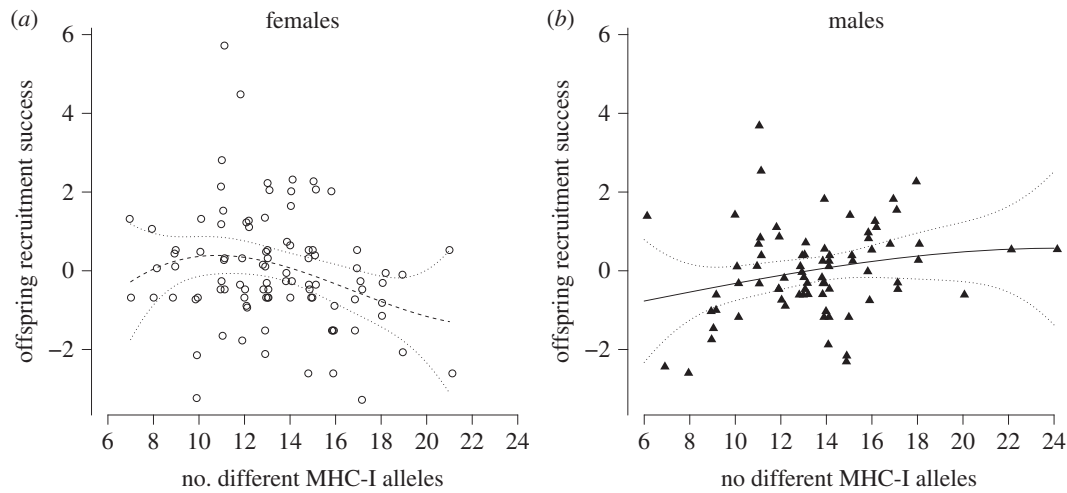 (a)
females
offspring recruitment success
6
4
2
0
−2
6 8 10 12 14 16 18 20 22 24
no. different MHC-I alleles
(b)
males
offspring recruitment success
6
4
2
0
−2
6 8 10 12 14 16 18 20 22 24
no different MHC-I alleles